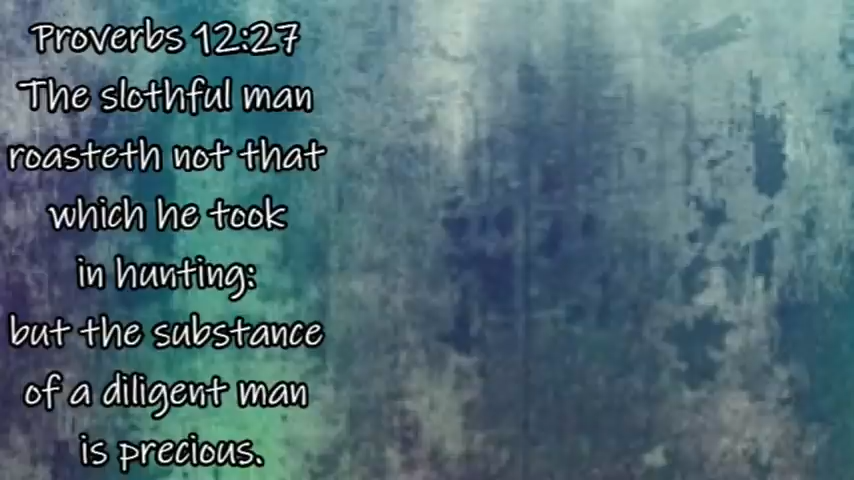 Proverbs 12:27
The slothful man
roasteth not that
which he took
in hunting:
but the substance
of a diligent man
is precious.